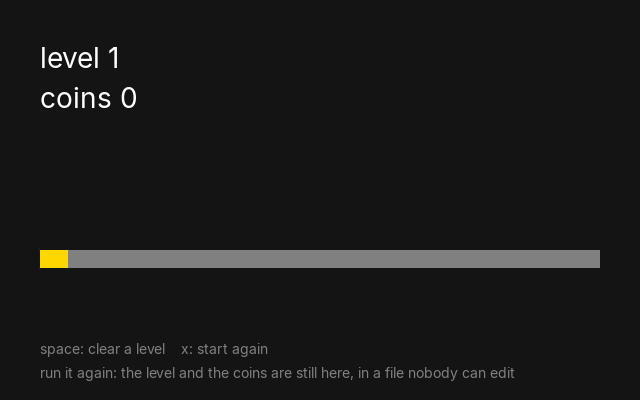 level 1
coins 0
space: clear a level    x: start again
run it again: the level and the coins are still here, in a file nobody can edit